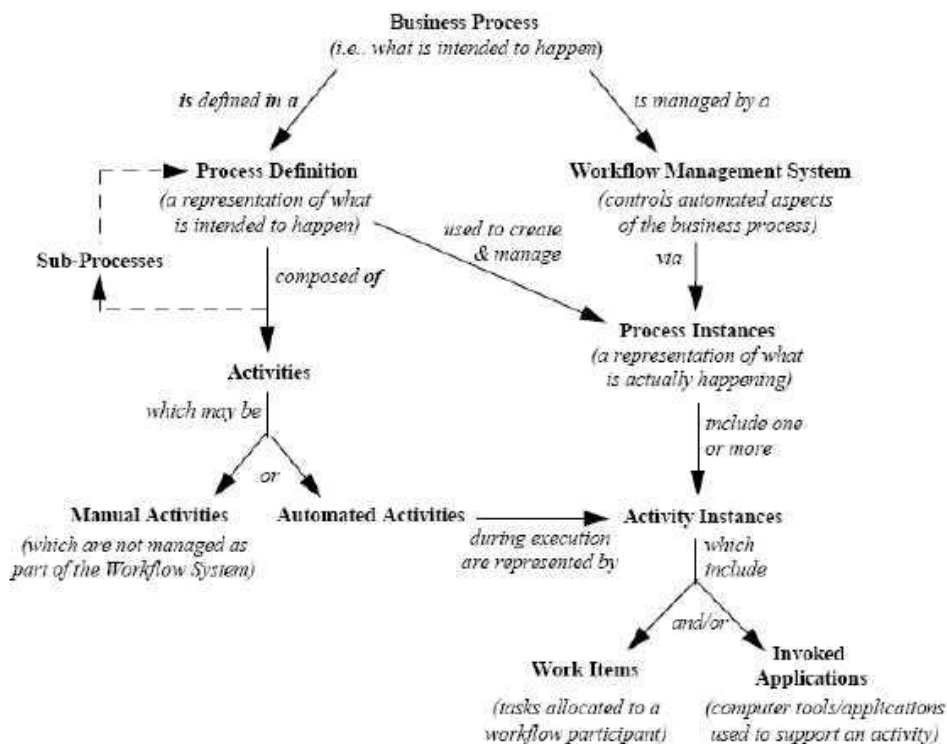 Business Process
(i.e.. what is intended to happen)
is defined in a
is managed by a
Process Definition
(a representation of what
is intended to happen)
Workflow Management System
(controls automated aspects
of the business process)
used to create
& manage
Sub-Processes
composed of
via
Process Instances
(a representation of what
is actually happening)
Activities
which may be
include one
or more
or
Manual Activities
(which are not managed as
part of the Workflow System)
Automated Activities
during execution
are represented by
Activity Instances
which
include
and/or
Work Items
(tasks allocated to a
workflow participant)
Invoked
Applications
(computer tools/applications
used to support an activity)